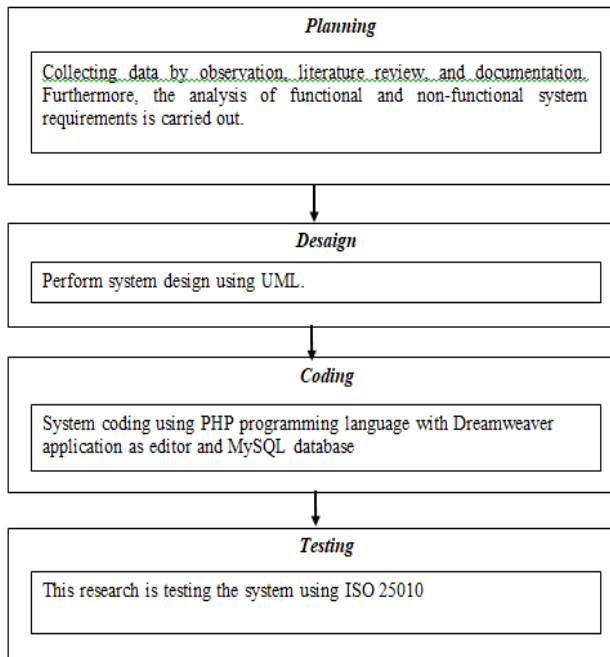 Planning
Collecting data by observation, literature review, and documentation.
Furthermore, the analysis of functional and non-functional system
requirements is carried out.
Desaign
Perform system design using UML.
Coding
System coding using PHP programming language with Dreamweaver
application as editor and MySQL database
Testing
This research is testing the system using ISO 25010